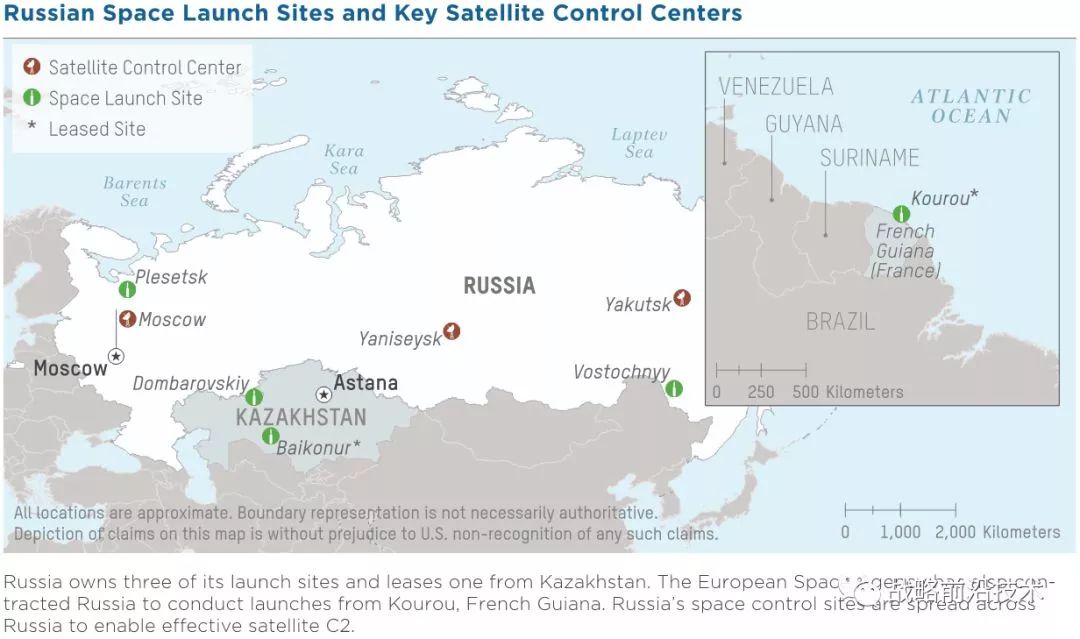 Russian Space Launch Sites and Key Satellite Control Centers
Satellite Control Center
Space Launch Site
* Leased Site
Barents
Sea
Kara
Sea
Laptev
Sea
VENEZUELA
GUYANA
SURINAME
ATLANTIC
OCEAN
Kourou*
French
Guiana
(France)
BRAZIL
0 250 500 Kilometers
Plesetsk
Moscow
Moscow
RUSSIA
Yaniseysk
Yakutsk
Vostochnyy
Dombarovskiy
Astana
KAZAKHSTAN
Baikonur*
All locations are approximate. Boundary representation is not necessarily authoritative.
Depiction of claims on this map is without prejudice to U.S. non-recognition of any such claims.
0 1,000 2,000 Kilometers
Russia owns three of its launch sites and leases one from Kazakhstan. The European Space Agency has also con-
tracted Russia to conduct launches from Kourou, French Guiana. Russia's space control sites are spread across
Russia to enable effective satellite C2.
战略前沿技术